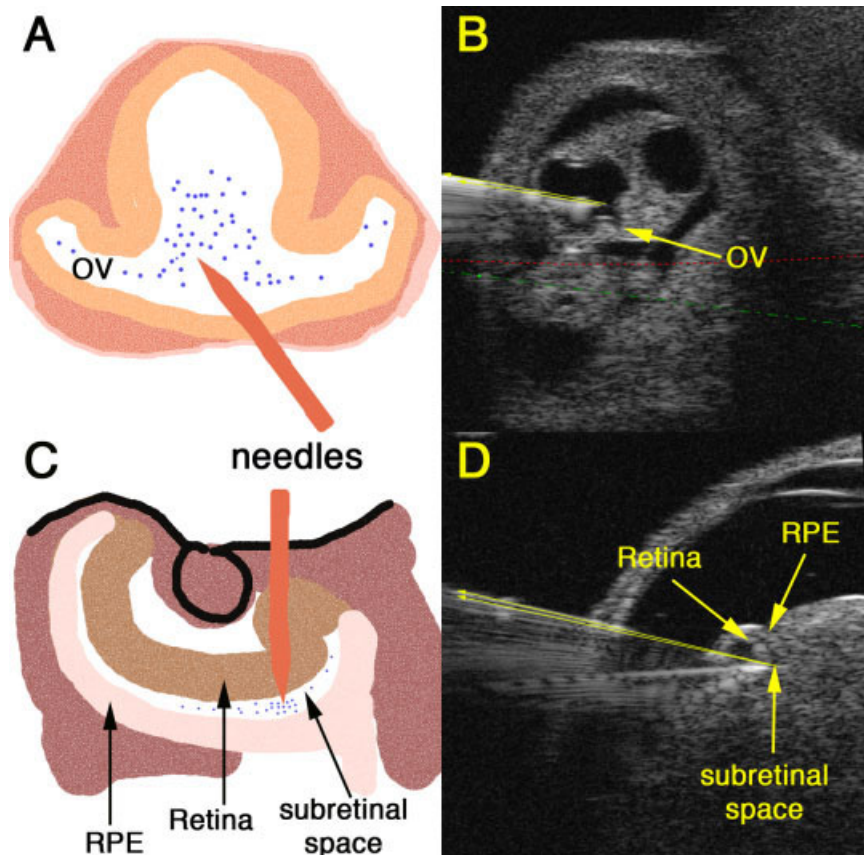 A
B
OV
OV
C
needles
D
RPE
Retina
Retina
subretinal
space
RPE
subretinal
space